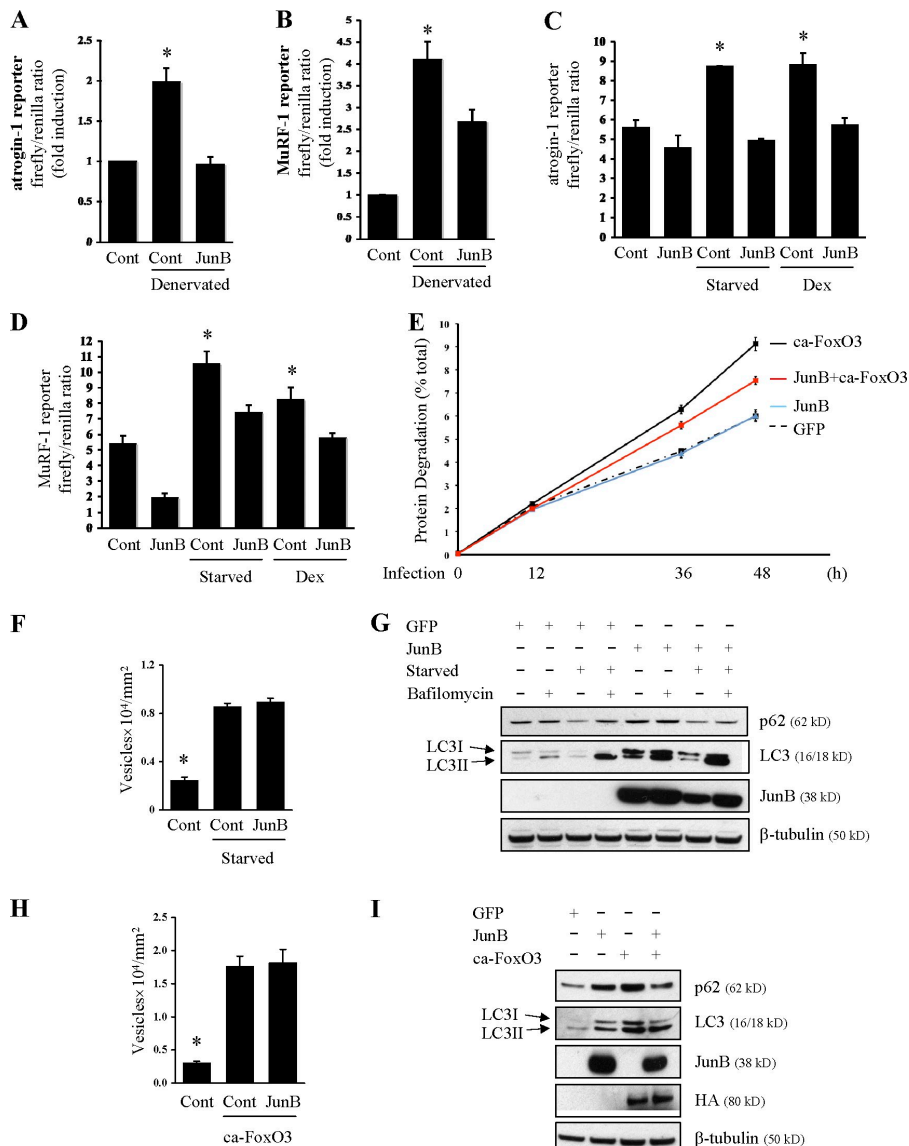 A
atrogin-1 reporter
firefly/renilla ratio
(fold induction)
2.5
2
1.5
1
0.5
0
*
Cont Cont JunB
Denervated
B
MuRF-1 reporter
firefly/renilla ratio
(fold induction)
5
4.5
4
3.5
3
2.5
2
1.5
1
0.5
0
*
Cont Cont JunB
Denervated
C
atrogin-1 reporter
firefly/renilla ratio
10
9
8
7
6
5
4
3
2
1
0
* *
Cont JunB Cont JunB Cont JunB
Starved Dex
D
MuRF-1 reporter
firefly/renilla ratio
12
11
10
9
8
7
6
5
4
3
2
1
0
* *
Cont JunB Cont JunB Cont JunB
Starved Dex
E
Protein Degradation (% total)
10
9
8
7
6
5
4
3
2
1
0
ca-FoxO3
JunB+ca-FoxO3
JunB
GFP
Infection 0 12 36 48 (h)
F
Vesicles×10⁴/mm²
1.2
0.8
0.4
0
*
Cont Cont JunB
Starved
G
GFP + + + + − − − −
JunB − − − − + + + +
Starved − − + + − − + +
Bafilomycin − + − + − + − +
p62 (62 kD)
LC3I
LC3II
LC3 (16/18 kD)
JunB (38 kD)
β-tubulin (50 kD)
H
Vesicles×10⁴/mm²
2.5
2.0
1.5
1.0
0.5
0.0
*
Cont Cont JunB
ca-FoxO3
I
GFP + − − −
JunB − + − +
ca-FoxO3 − − + +
p62 (62 kD)
LC3I
LC3II
LC3 (16/18 kD)
JunB (38 kD)
HA (80 kD)
β-tubulin (50 kD)